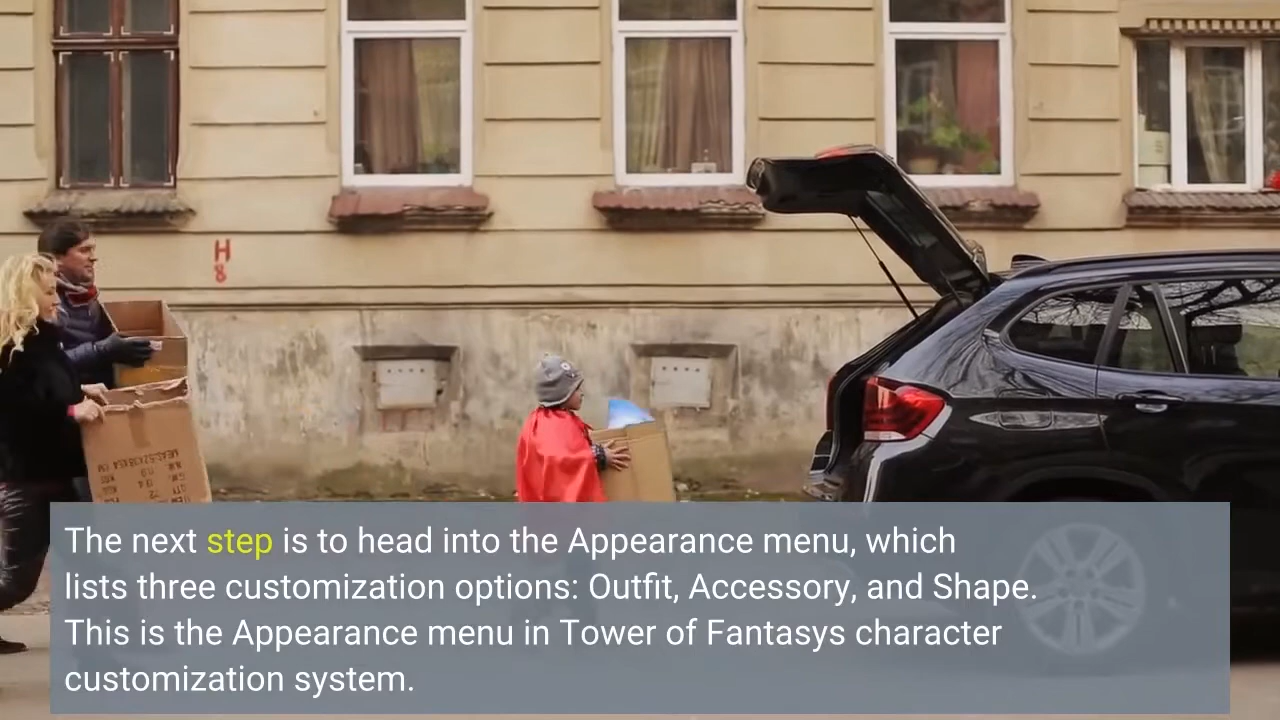 H
8
The next step is to head into the Appearance menu, which
lists three customization options: Outfit, Accessory, and Shape.
This is the Appearance menu in Tower of Fantasys character
customization system.